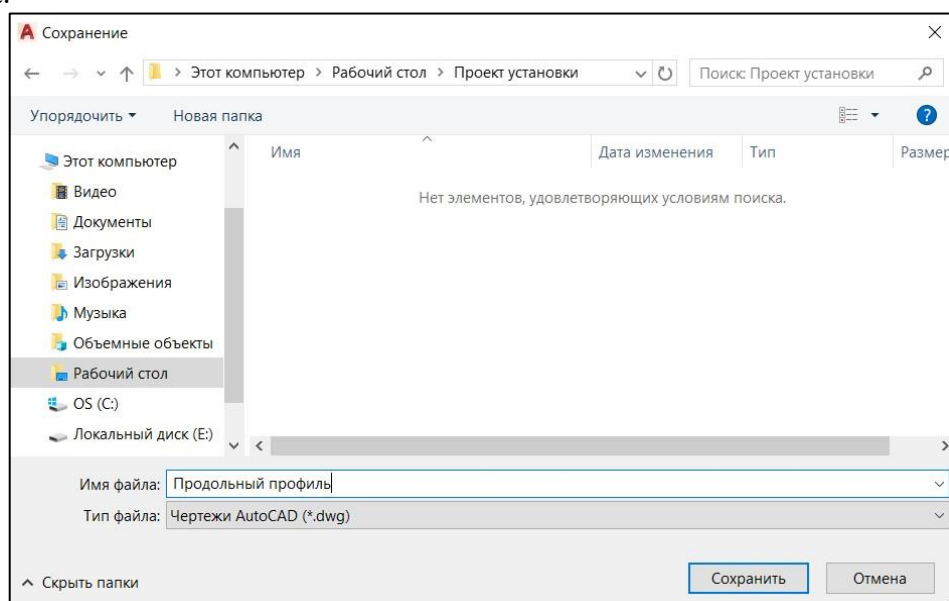 Сохранение
Этот компьютер > Рабочий стол > Проект установки
Поиск: Проект установки
Упорядочить
Новая папка
Имя
Дата изменения
Тип
Размер
Нет элементов, удовлетворяющих условиям поиска.
Этот компьютер
Видео
Документы
Загрузки
Изображения
Музыка
Объемные объекты
Рабочий стол
OS (C:)
Локальный диск (E:)
Имя файла: Продольный профиль
Тип файла: Чертежи AutoCAD (*.dwg)
Скрыть папки
Сохранить
Отмена